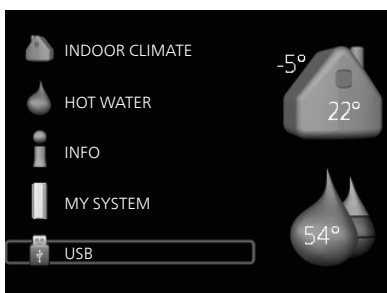 INDOOR CLIMATE
-5°
22°
HOT WATER
INFO
MY SYSTEM
54°
USB